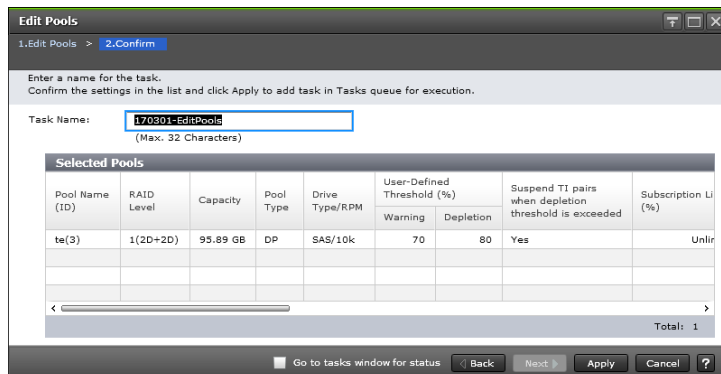 Edit Pools
1.Edit Pools > 2.Confirm
Enter a name for the task.
Confirm the settings in the list and click Apply to add task in Tasks queue for execution.
Task Name: 170301-EditPools
(Max. 32 Characters)
Selected Pools
Pool Name (ID) RAID Level Capacity Pool Type Drive Type/RPM User-Defined Threshold (%) Warning Depletion Suspend TI pairs when depletion threshold is exceeded Subscription Li (%)
te(3) 1(2D+2D) 95.89 GB DP SAS/10k 70 80 Yes Unlir
Total: 1
Go to tasks window for status Back Next Apply Cancel ?